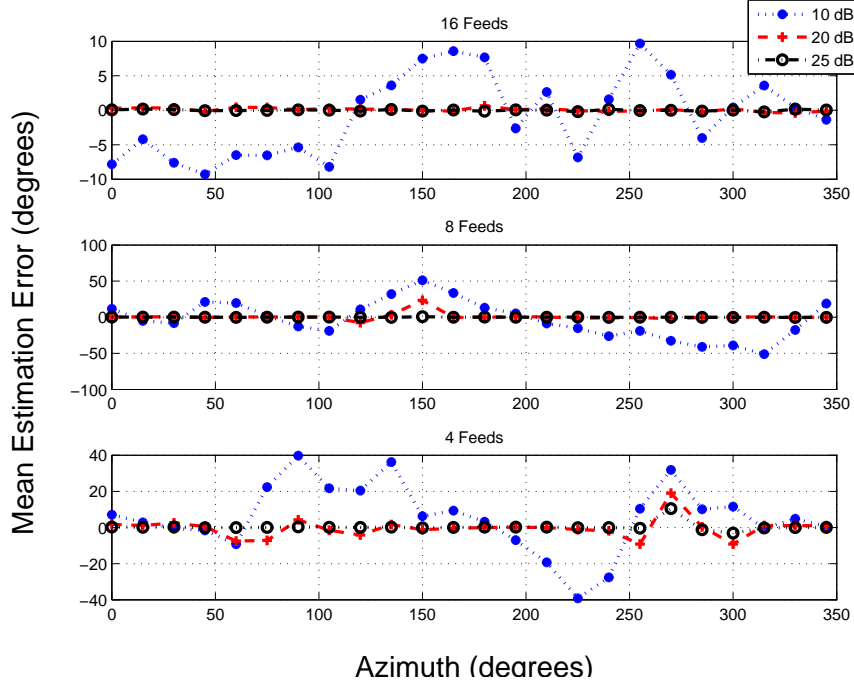 16 Feeds
10 dB
20 dB
25 dB
10
5
0
−5
−10
0 50 100 150 200 250 300 350
8 Feeds
100
50
0
−50
−100
0 50 100 150 200 250 300 350
4 Feeds
40
20
0
−20
−40
0 50 100 150 200 250 300 350
Mean Estimation Error (degrees)
Azimuth (degrees)